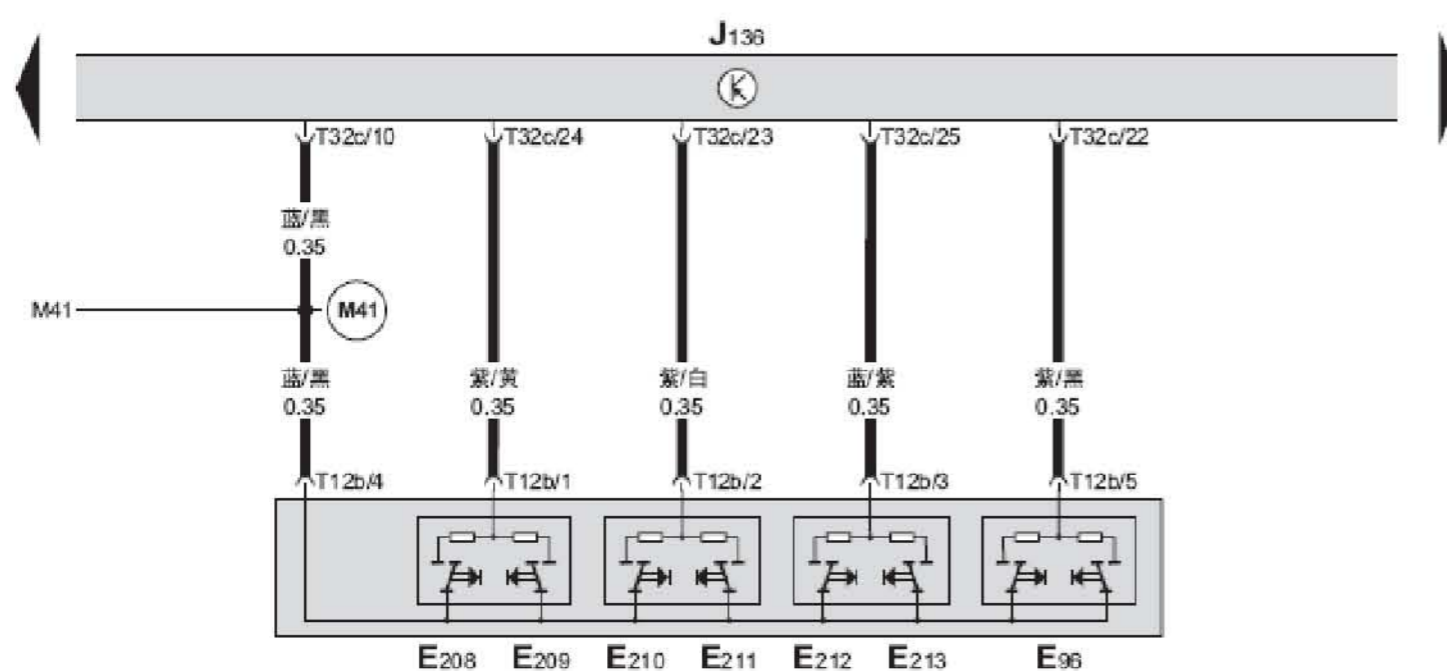 J136
T32c/10 T32c/24 T32c/23 T32c/25 T32c/22
蓝/黑
0.35
M41 M41
蓝/黑 紫/黄 紫/白 蓝/紫 紫/黑
0.35 0.35 0.35 0.35 0.35
T12b/4 T12b/1 T12b/2 T12b/3 T12b/5
E208 E209 E210 E211 E212 E213 E96